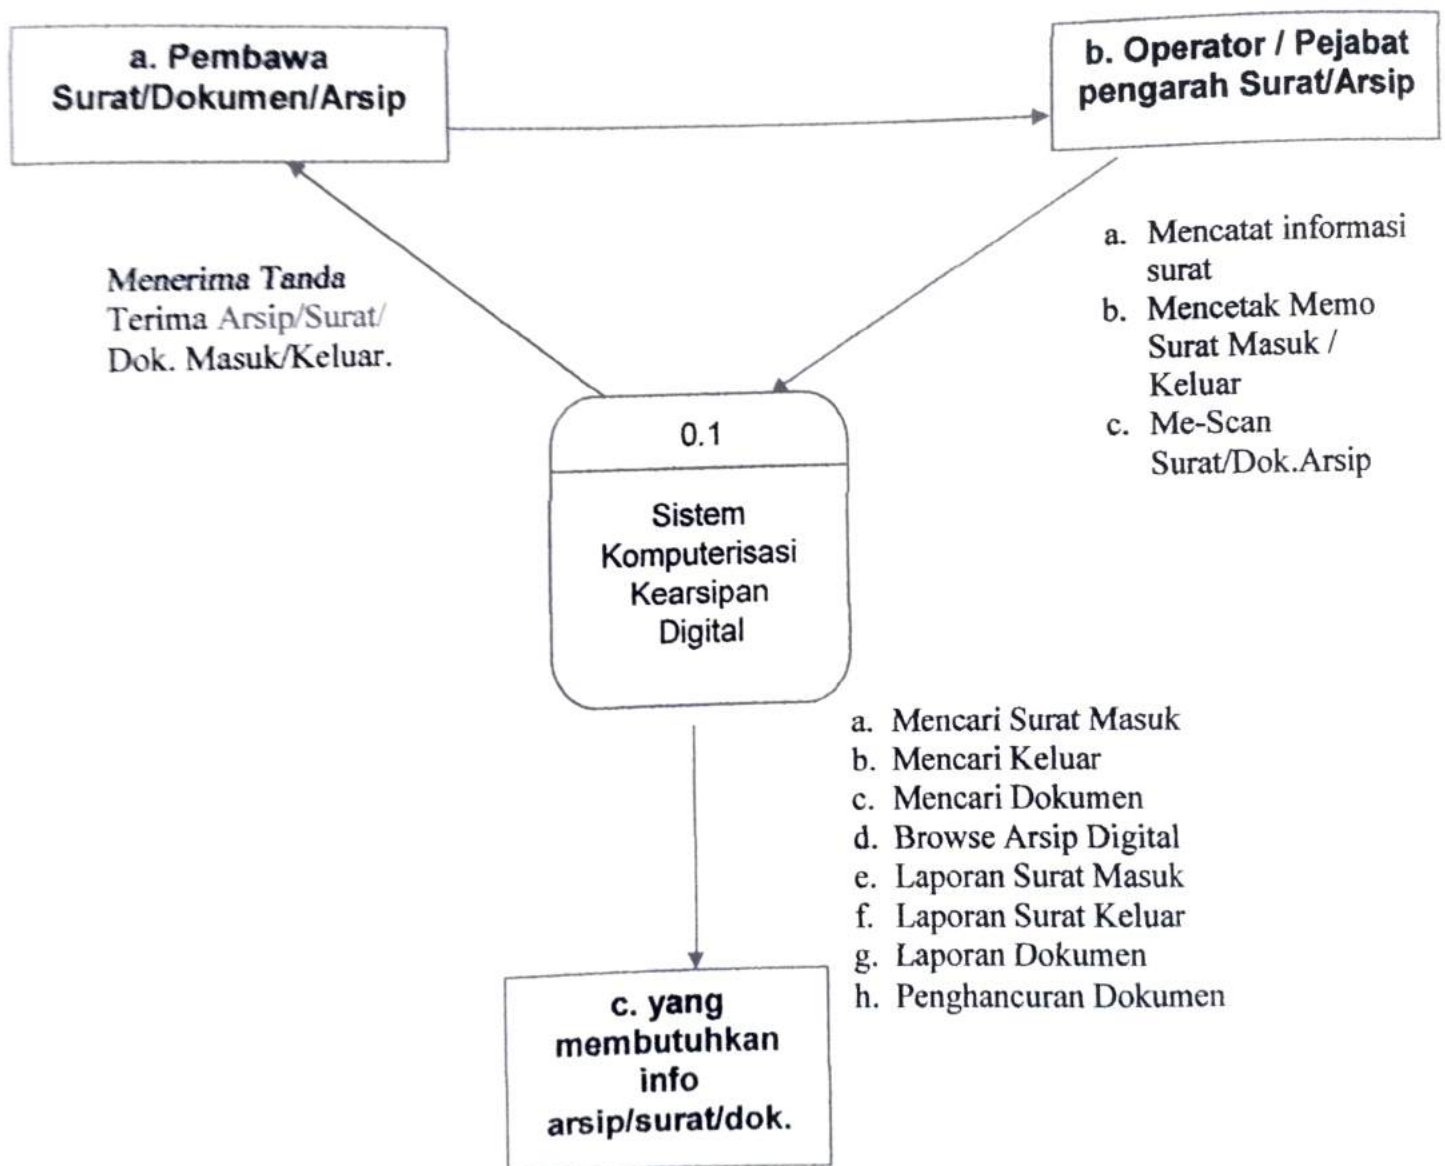 a. Pembawa
Surat/Dokumen/Arsip
b. Operator / Pejabat
pengarah Surat/Arsip
Menerima Tanda
Terima Arsip/Surat/
Dok. Masuk/Keluar.
a. Mencatat informasi
surat
b. Mencetak Memo
Surat Masuk /
Keluar
c. Me-Scan
Surat/Dok.Arsip
0.1
Sistem
Komputerisasi
Kearsipan
Digital
a. Mencari Surat Masuk
b. Mencari Keluar
c. Mencari Dokumen
d. Browse Arsip Digital
e. Laporan Surat Masuk
f. Laporan Surat Keluar
g. Laporan Dokumen
h. Penghancuran Dokumen
c. yang
membutuhkan
info
arsip/surat/dok.